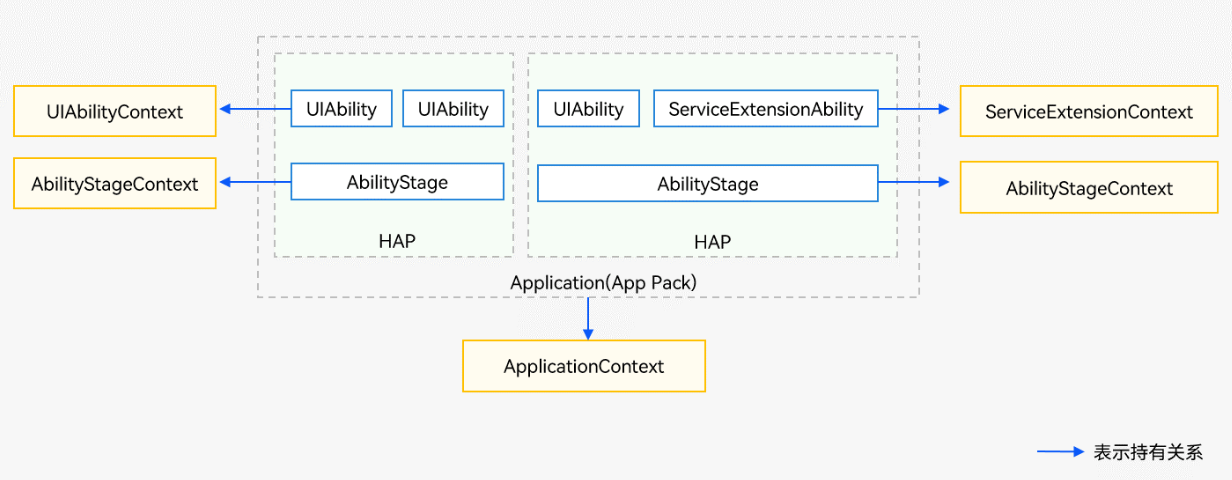 UIAbilityContext
UIAbility
UIAbility
UIAbility
ServiceExtensionAbility
ServiceExtensionContext
AbilityStageContext
AbilityStage
AbilityStage
AbilityStageContext
HAP
HAP
Application(App Pack)
ApplicationContext
表示持有关系